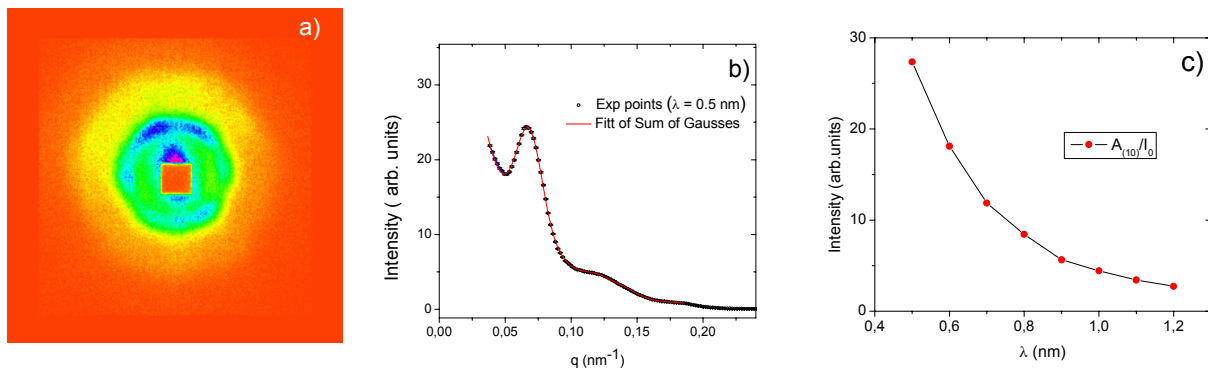 a)
b)
Exp points (λ = 0.5 nm)
Fitt of Sum of Gausses
Intensity ( arb. units)
30
20
10
0
0,00 0,05 0,10 0,15 0,20
q (nm⁻¹)
c)
A₍₁₀₎/I₀
Intensity (arb.units)
30
20
10
0
0,4 0,6 0,8 1,0 1,2
λ (nm)